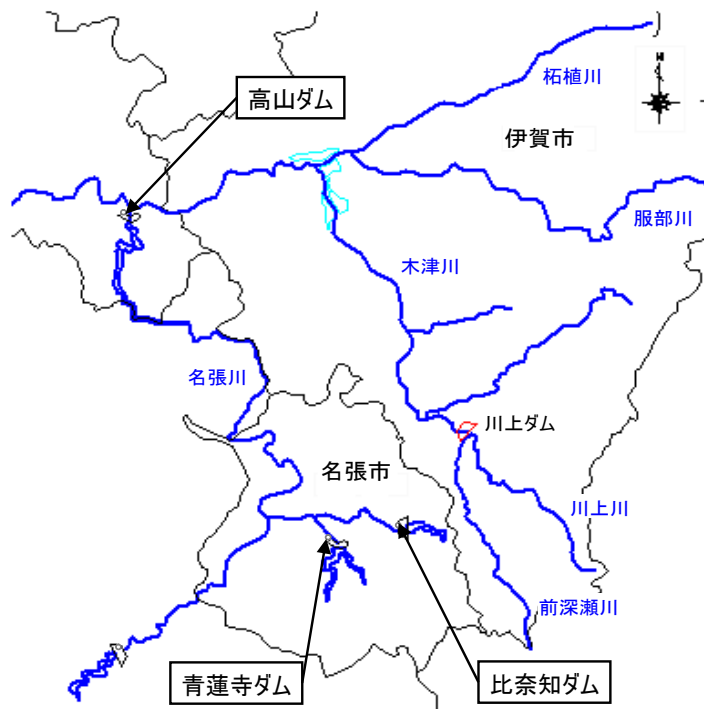 柘植川
高山ダム
伊賀市
服部川
木津川
名張川
川上ダム
名張市
川上川
前深瀬川
青蓮寺ダム
比奈知ダム